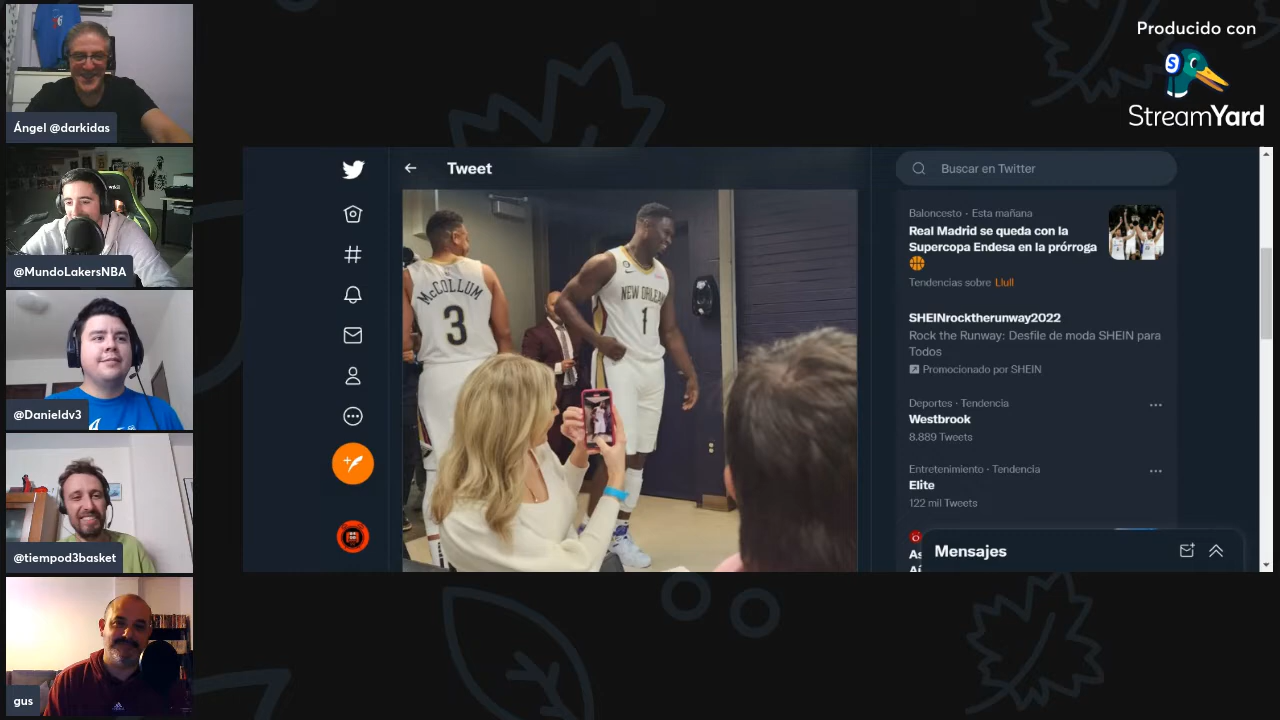 Ángel @darkidas
@MundoLakersNBA
@Danieldv3
@tiempod3basket
gus
Producido con
S
StreamYard
Tweet
McCOLLUM
3
NEW ORLEANS
1
Buscar en Twitter
Baloncesto · Esta mañana
Real Madrid se queda con la
Supercopa Endesa en la prórroga
Tendencias sobre Llull
SHEINrocktherunway2022
Rock the Runway: Desfile de moda SHEIN para
Todos
Promocionado por SHEIN
Deportes · Tendencia
Westbrook
8.889 Tweets
Entretenimiento · Tendencia
Elite
122 mil Tweets
Mensajes